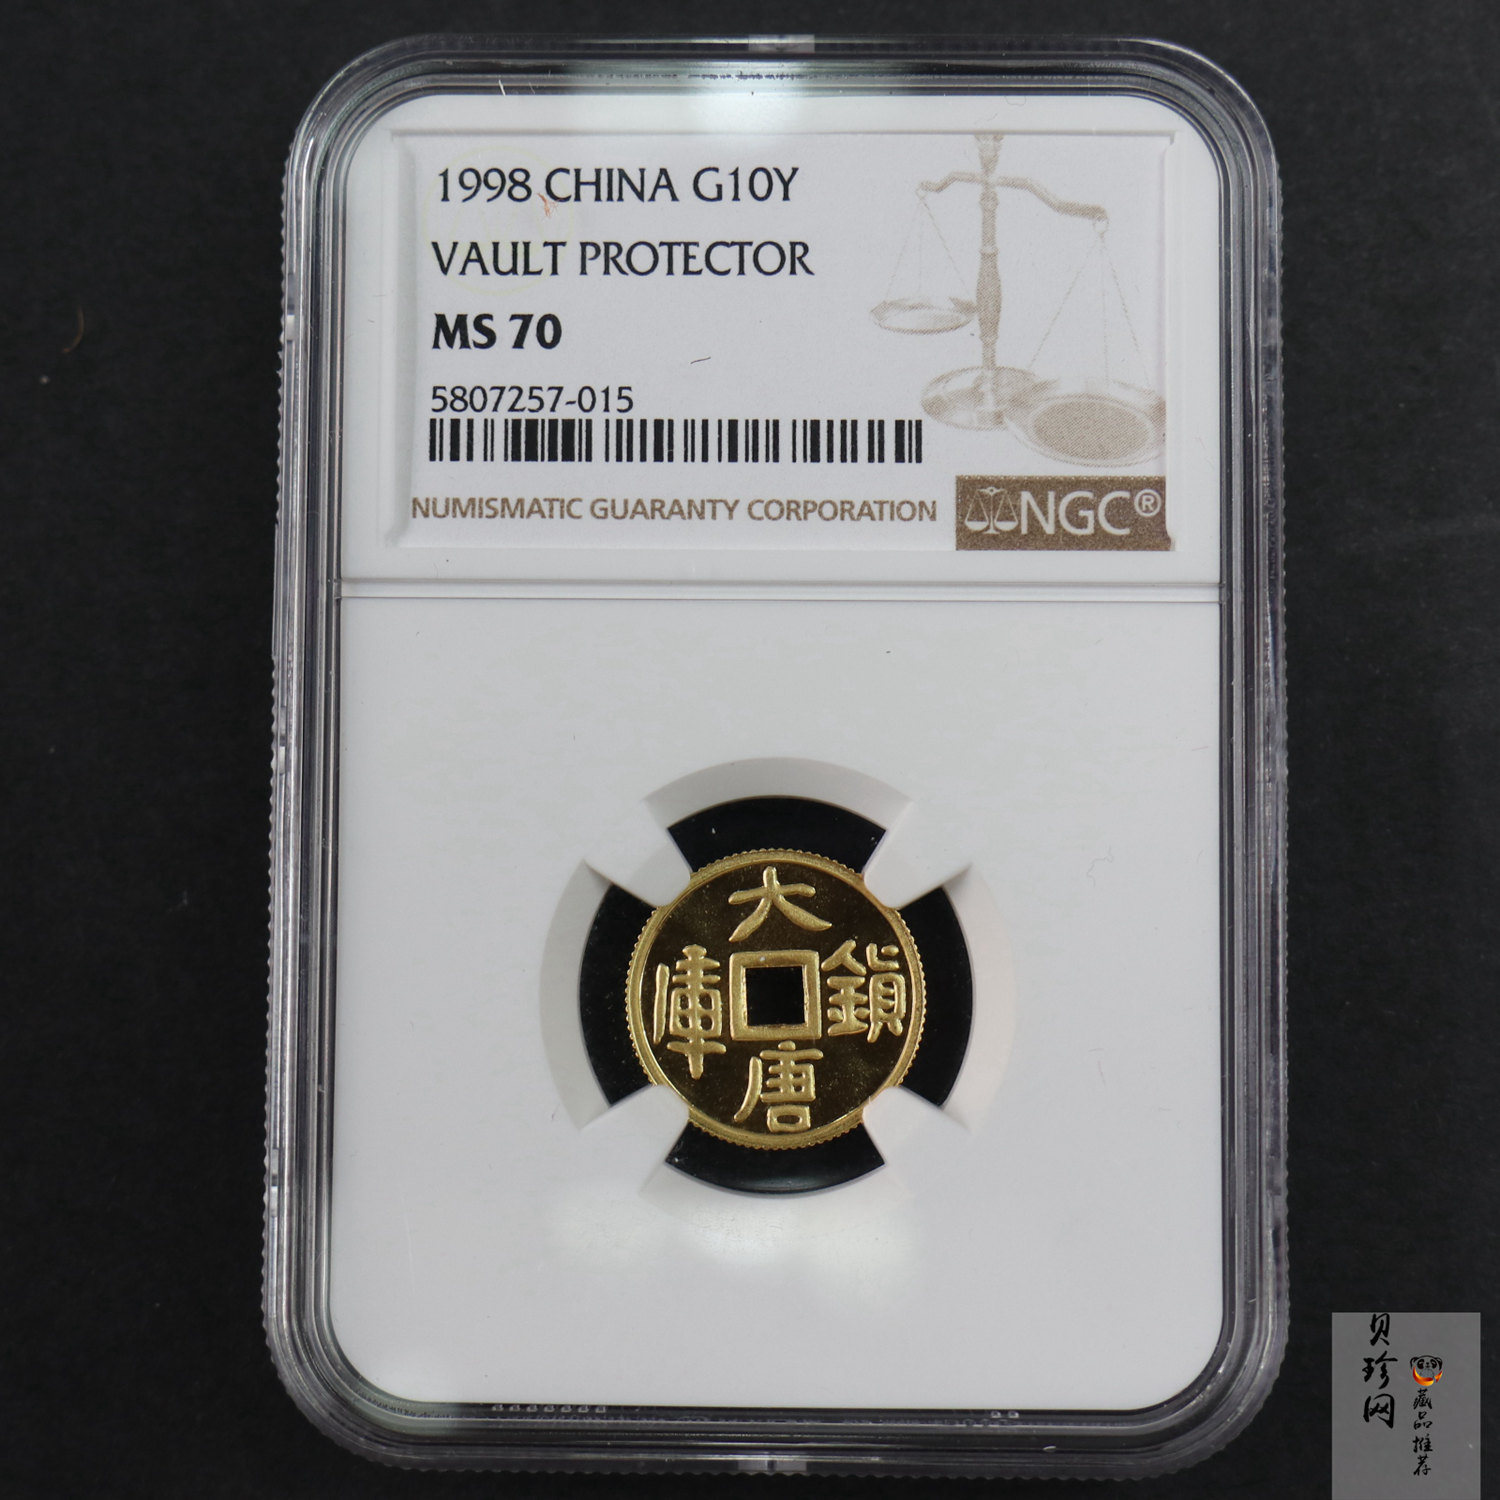 1998 CHINA G10Y
VAULT PROTECTOR
MS 70
5807257-015
NUMISMATIC GUARANTY CORPORATION
NGC®
大
庫 鎮
唐
贝珍网
藏品推荐